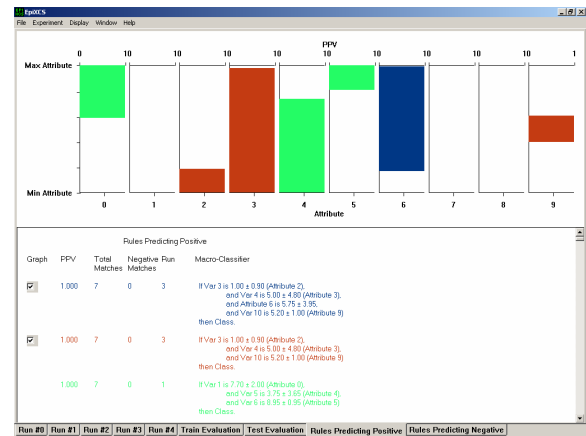 EpiXCS
File Experiment Display Window Help
PPV
0 10 10 10 10 10 10 10 10 10 1
Max Attribute
Min Attribute
0 1 2 3 4 5 6 7 8 9
Attribute
Rules Predicting Positive
Graph PPV Total Matches Negative Matches Run Macro-Classifier
1.000 7 0 3 If Var 3 is 1.00 ± 0.90 (Attribute 2),
and Var 4 is 5.00 ± 4.80 (Attribute 3),
and Attribute 6 is 5.75 ± 3.95,
and Var 10 is 5.20 ± 1.00 (Attribute 9)
then Class.
1.000 7 0 3 If Var 3 is 1.00 ± 0.90 (Attribute 2),
and Var 4 is 5.00 ± 4.80 (Attribute 3),
and Var 10 is 5.20 ± 1.00 (Attribute 9)
then Class.
1.000 7 0 1 If Var 1 is 7.70 ± 2.00 (Attribute 0),
and Var 5 is 3.75 ± 3.65 (Attribute 4),
and Var 6 is 8.95 ± 0.95 (Attribute 5)
then Class.
Run #0 Run #1 Run #2 Run #3 Run #4 Train Evaluation Test Evaluation Rules Predicting Positive Rules Predicting Negative